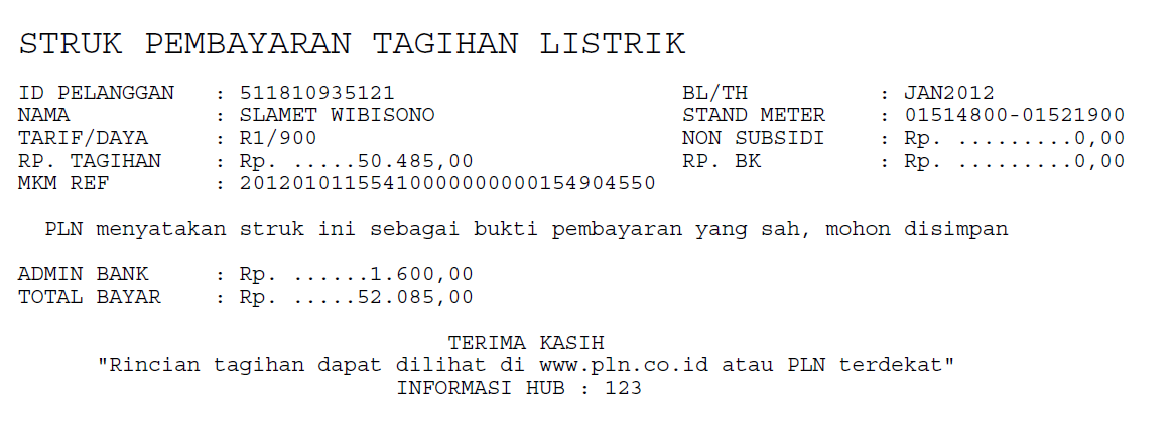 STRUK PEMBAYARAN TAGIHAN LISTRIK
ID PELANGGAN : 511810935121 BL/TH : JAN2012
NAMA : SLAMET WIBISONO STAND METER : 01514800-01521900
TARIF/DAYA : R1/900 NON SUBSIDI : Rp. .........0,00
RP. TAGIHAN : Rp. .....50.485,00 RP. BK : Rp. .........0,00
MKM REF : 20120101155410000000000154904550
PLN menyatakan struk ini sebagai bukti pembayaran yang sah, mohon disimpan
ADMIN BANK : Rp. ......1.600,00
TOTAL BAYAR : Rp. .....52.085,00
TERIMA KASIH
"Rincian tagihan dapat dilihat di www.pln.co.id atau PLN terdekat"
INFORMASI HUB : 123